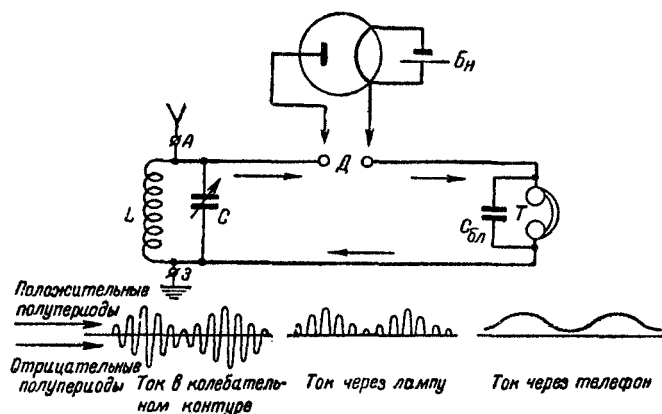 Бн
А
Д
L
С
Сбл
Т
З
Положительные
полупериоды
Отрицательные
полупериоды
Ток в колебатель-
ном контуре
Ток через лампу
Ток через телефон